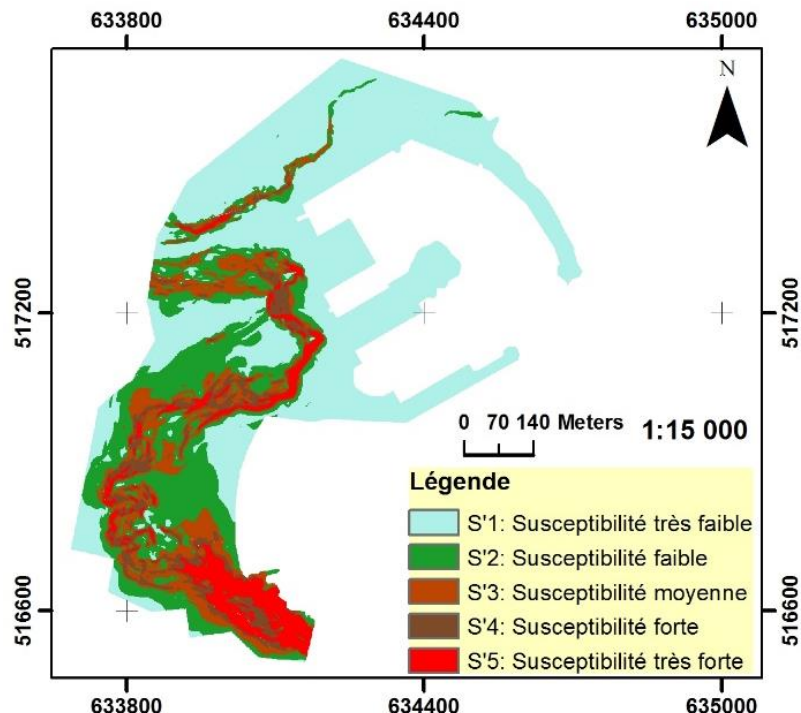 633800 634400 635000
N
517200 517200
0 70 140 Meters 1:15 000
Légende
S'1: Susceptibilité très faible
S'2: Susceptibilité faible
S'3: Susceptibilité moyenne
S'4: Susceptibilité forte
S'5: Susceptibilité très forte
516600 516600
633800 634400 635000